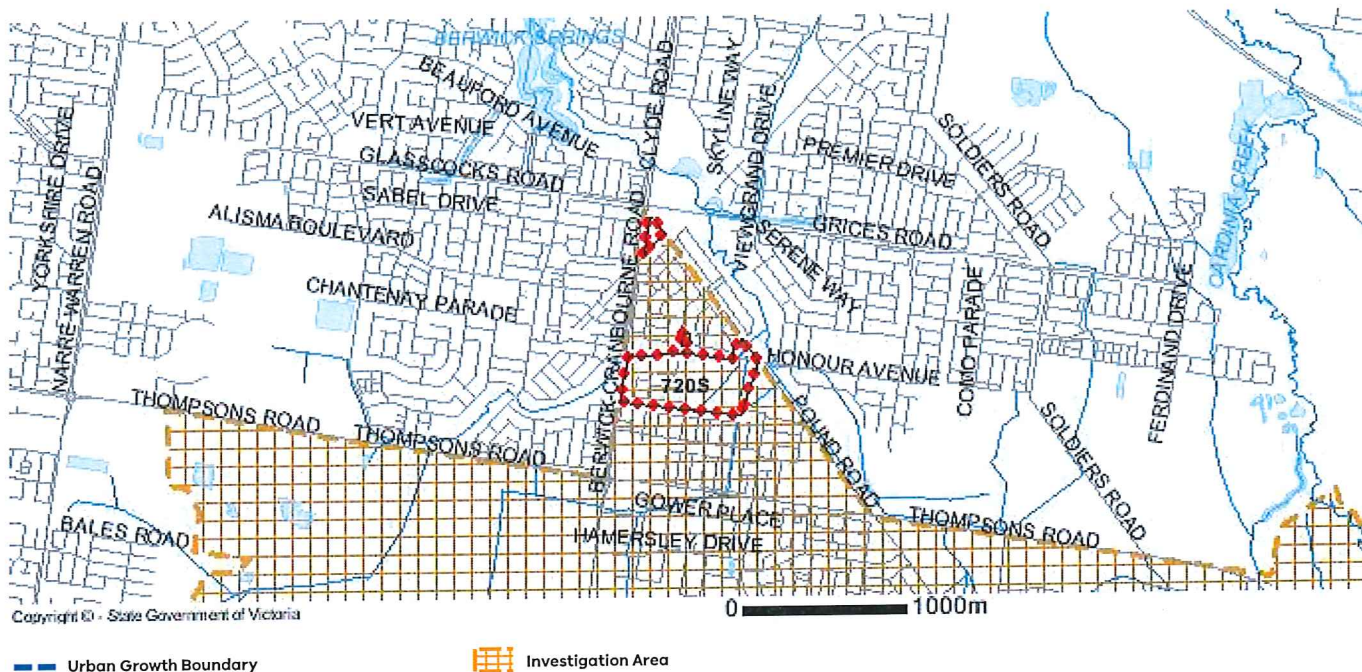 BERWICK SPRINGS
BEAUFORD AVENUE
CLYDE ROAD
SKYLINE WAY
VIEWGRAND DRIVE
VERT AVENUE
GLASSCOCKS ROAD
PREMIER DRIVE
SOLDIERS ROAD
YORKSHIRE DRIVE
NARRE-WARREN ROAD
SABEL DRIVE
ALISMA BOULEVARD
GRICES ROAD
SERENE WAY
CARDINIA CREEK
CHANTENAY PARADE
BERWICK-CRANBOURNE ROAD
COMO PARADE
FERDINAND DRIVE
HONOUR AVENUE
720S
THOMPSONS ROAD
THOMPSONS ROAD
POUND ROAD
SOLDIERS ROAD
BALES ROAD
GOWER PLACE
THOMPSONS ROAD
HAMERSLEY DRIVE
Copyright © - State Government of Victoria
0 1000m
Urban Growth Boundary
Investigation Area